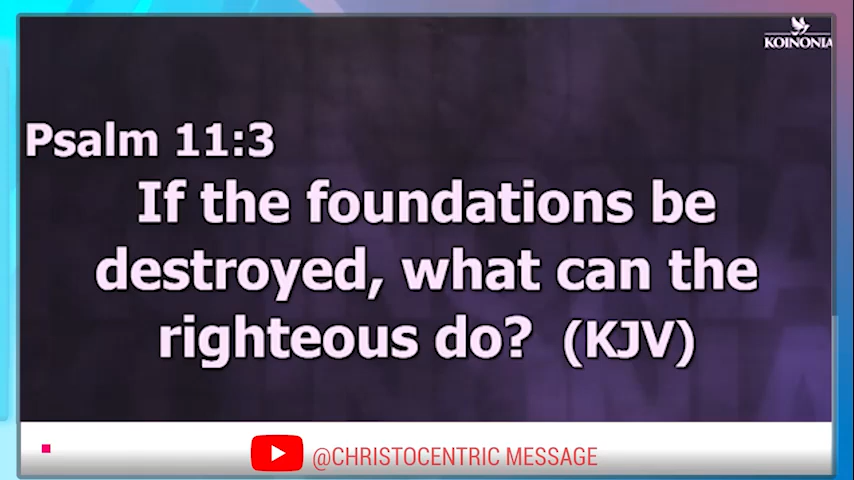 KOINONIA
Psalm 11:3
If the foundations be
destroyed, what can the
righteous do? (KJV)
@CHRISTOCENTRIC MESSAGE